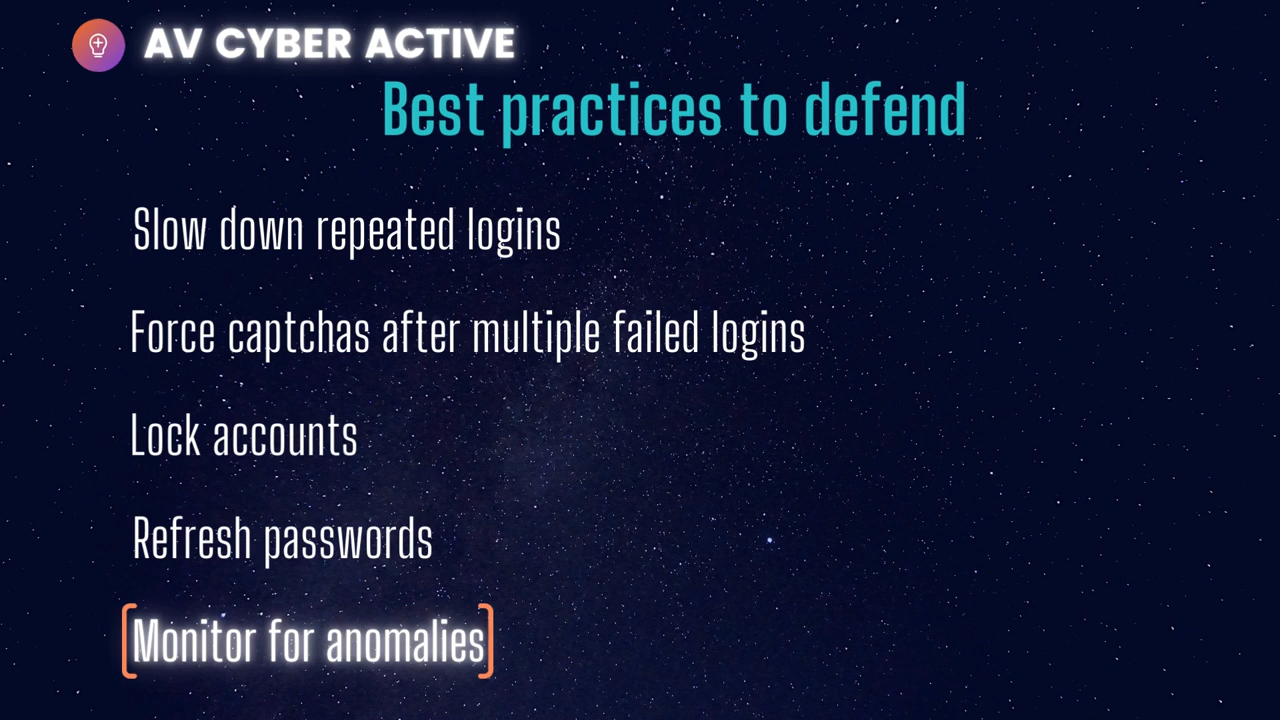 AV CYBER ACTIVE
Best practices to defend
Slow down repeated logins
Force captchas after multiple failed logins
Lock accounts
Refresh passwords
[Monitor for anomalies]